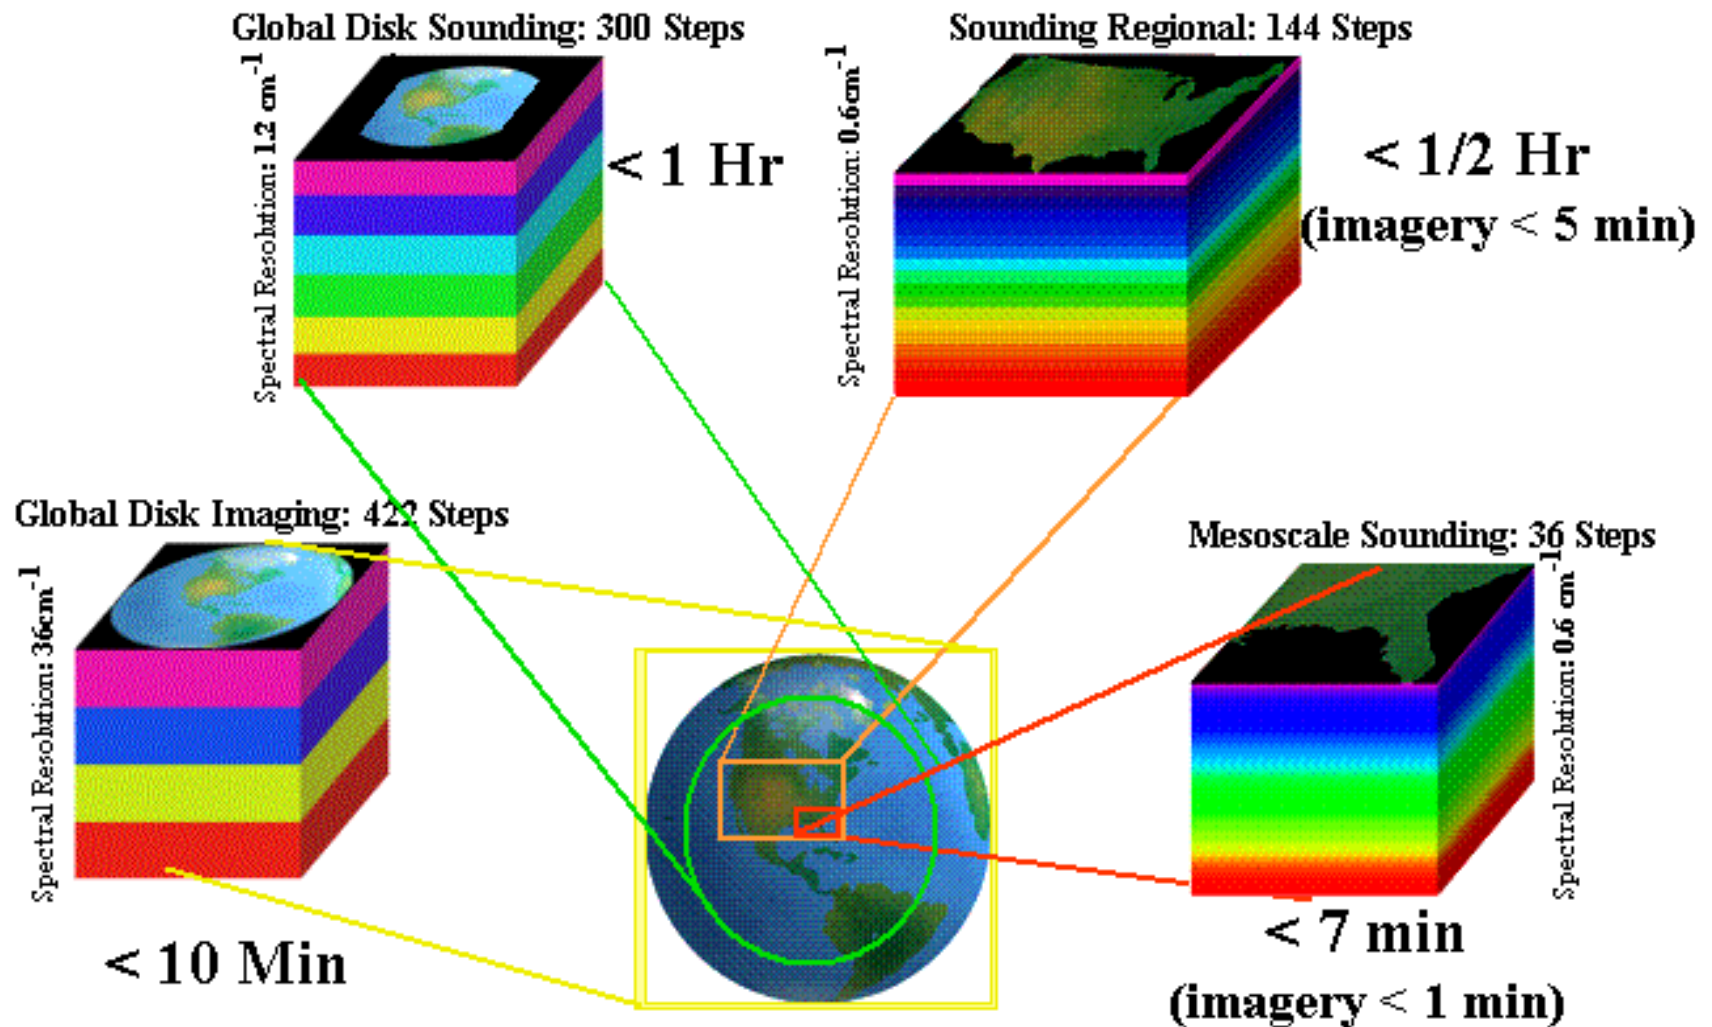 Global Disk Sounding: 300 Steps
Spectral Resolution: 1.2 cm⁻¹
< 1 Hr
Sounding Regional: 144 Steps
Spectral Resolution: 0.6cm⁻¹
< 1/2 Hr
(imagery < 5 min)
Global Disk Imaging: 422 Steps
Spectral Resolution: 36cm⁻¹
< 10 Min
Mesoscale Sounding: 36 Steps
Spectral Resolution: 0.6 cm⁻¹
< 7 min
(imagery < 1 min)